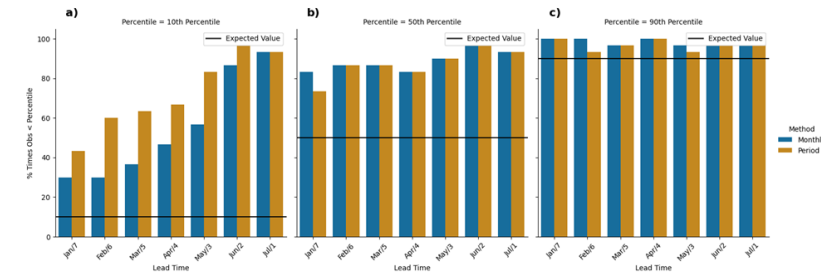 a)
Percentile = 10th Percentile
Expected Value
% Times Obs < Percentile
100
80
60
40
20
0
Jan/7
Feb/6
Mar/5
Apr/4
May/3
Jun/2
Jul/1
Lead Time
b)
Percentile = 50th Percentile
Expected Value
Jan/7
Feb/6
Mar/5
Apr/4
May/3
Jun/2
Jul/1
Lead Time
c)
Percentile = 90th Percentile
Expected Value
Jan/7
Feb/6
Mar/5
Apr/4
May/3
Jun/2
Jul/1
Lead Time
Method
Monthl
Period